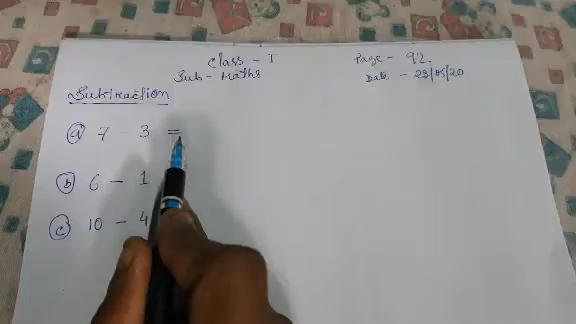 Class - I Page - 92.
Sub - Maths Date - 23/05/20
Subtraction
(a) 7 - 3 =
(b) 6 - 1
(c) 10 - 4